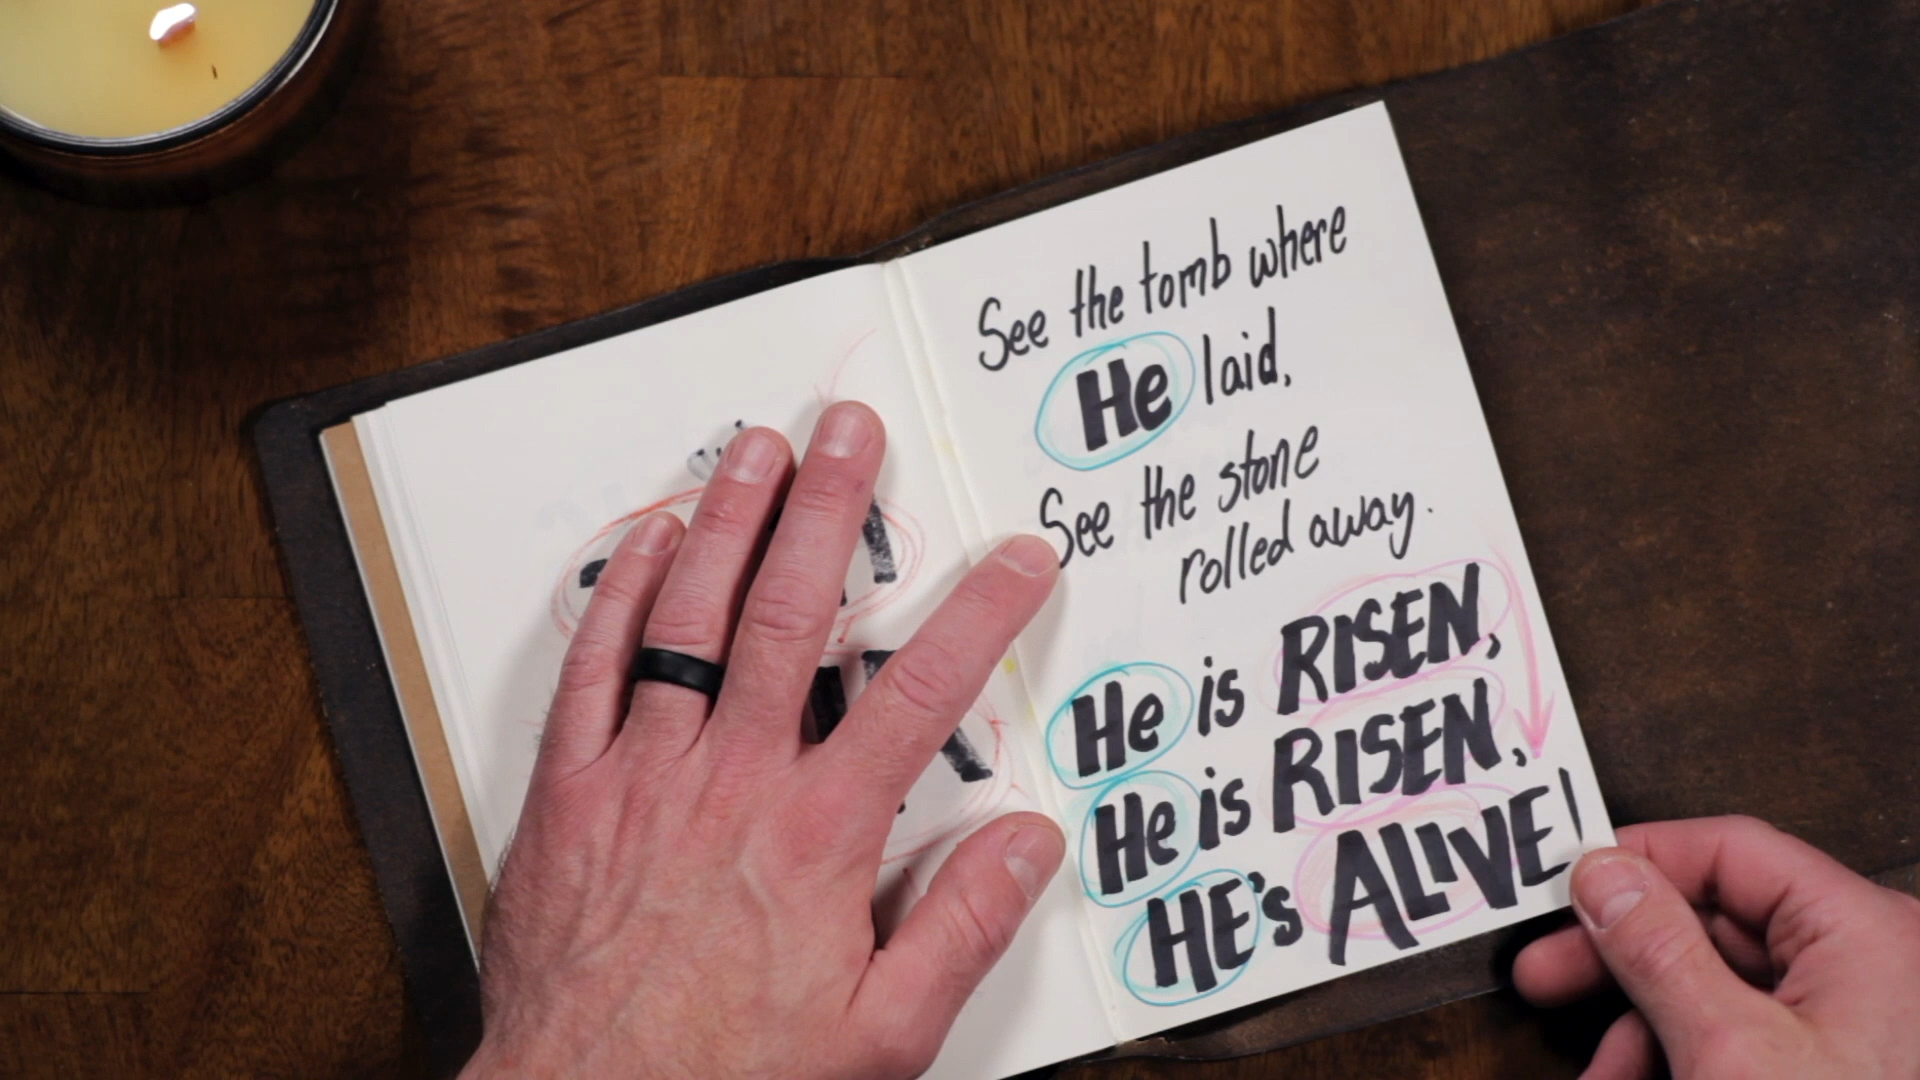 See the tomb where
He laid,
See the stone
rolled away.
He is RISEN,
He is RISEN,
HE's ALIVE!